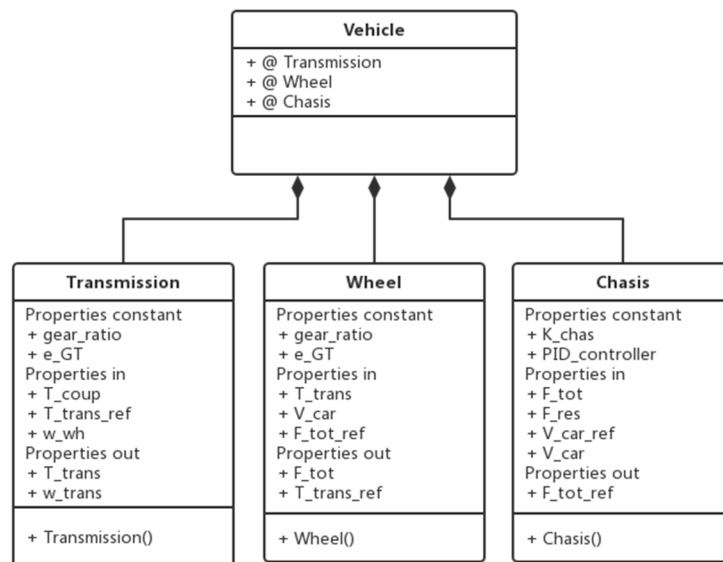 Vehicle
+ @ Transmission
+ @ Wheel
+ @ Chasis
Transmission
Properties constant
+ gear_ratio
+ e_GT
Properties in
+ T_coup
+ T_trans_ref
+ w_wh
Properties out
+ T_trans
+ w_trans
+ Transmission()
Wheel
Properties constant
+ gear_ratio
+ e_GT
Properties in
+ T_trans
+ V_car
+ F_tot_ref
Properties out
+ F_tot
+ T_trans_ref
+ Wheel()
Chasis
Properties constant
+ K_chas
+ PID_controller
Properties in
+ F_tot
+ F_res
+ V_car_ref
+ V_car
Properties out
+ F_tot_ref
+ Chasis()